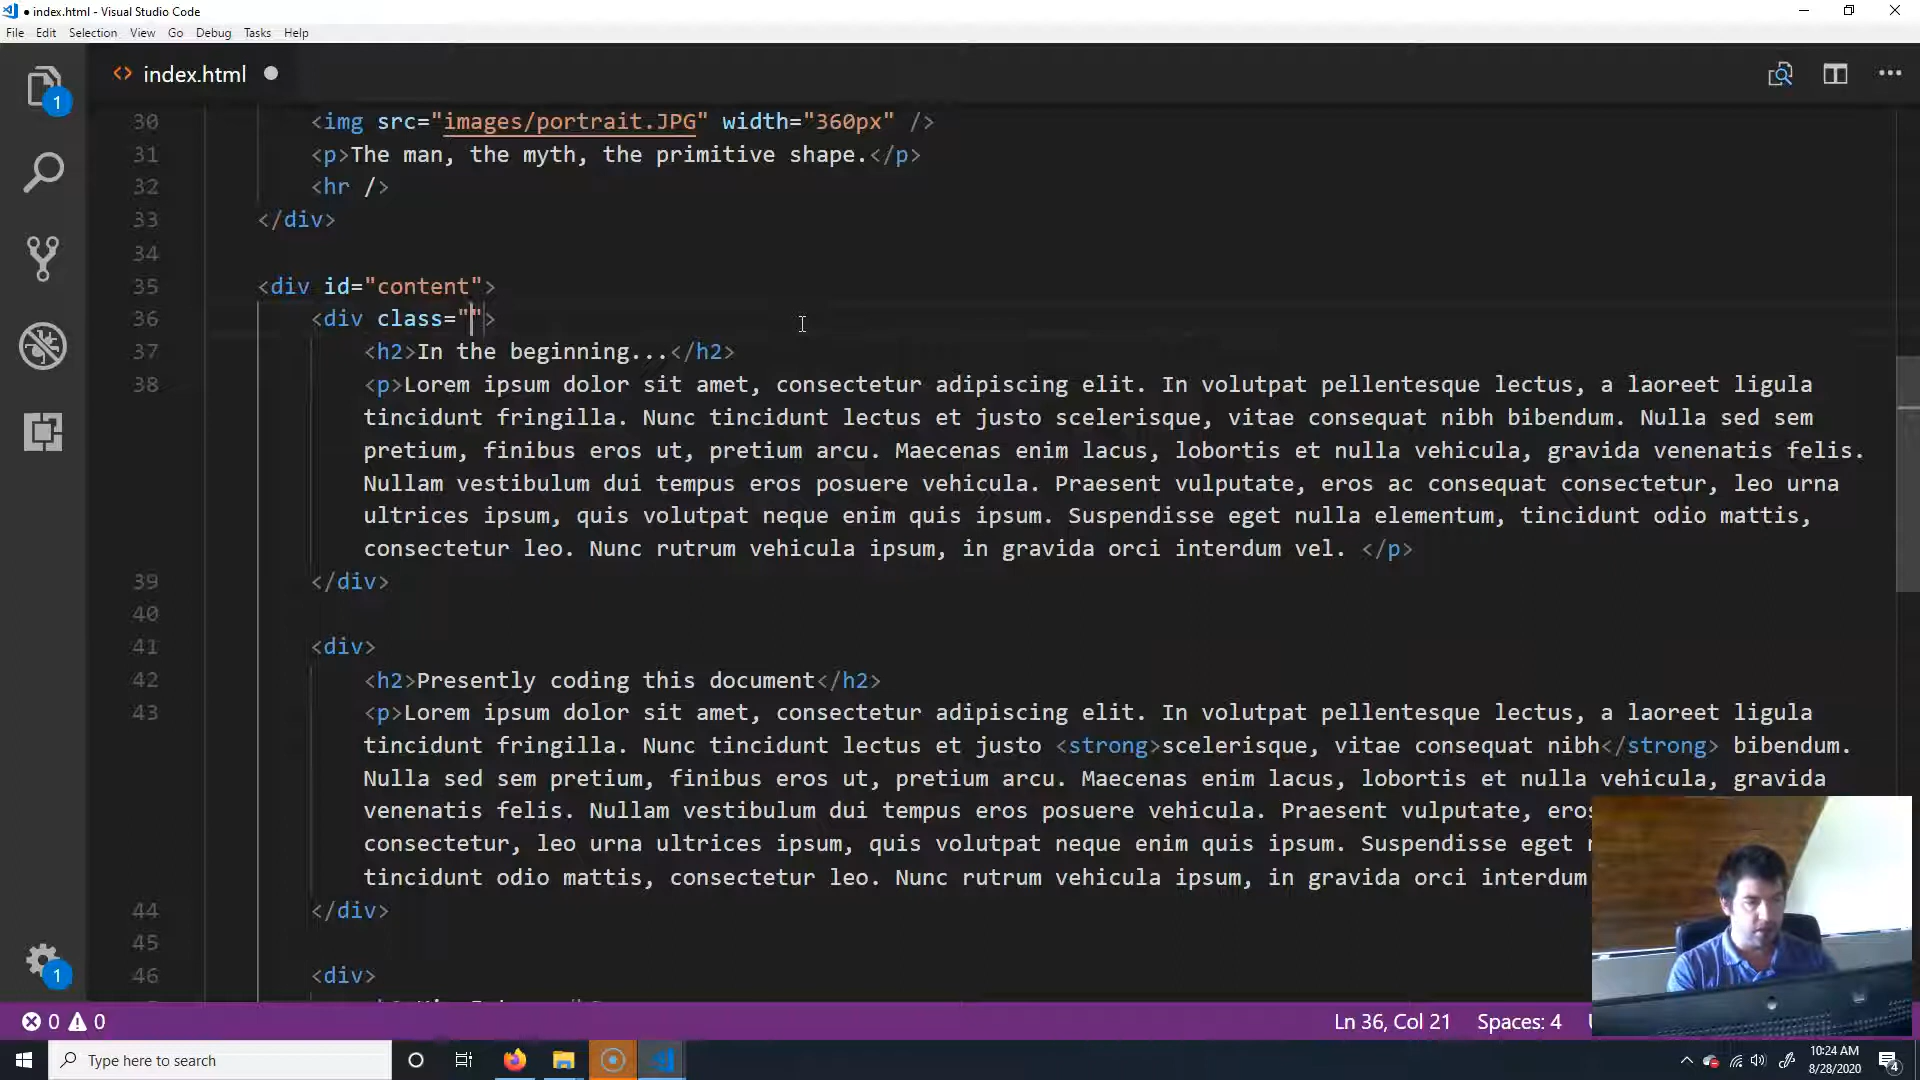 index.html - Visual Studio Code
File Edit Selection View Go Debug Tasks Help
index.html
1
30 <img src="images/portrait.JPG" width="360px" />
31 <p>The man, the myth, the primitive shape.</p>
32 <hr />
33 </div>
34
35 <div id="content">
36 <div class="">
37 <h2>In the beginning...</h2>
38 <p>Lorem ipsum dolor sit amet, consectetur adipiscing elit. In volutpat pellentesque lectus, a laoreet ligula
tincidunt fringilla. Nunc tincidunt lectus et justo scelerisque, vitae consequat nibh bibendum. Nulla sed sem
pretium, finibus eros ut, pretium arcu. Maecenas enim lacus, lobortis et nulla vehicula, gravida venenatis felis.
Nullam vestibulum dui tempus eros posuere vehicula. Praesent vulputate, eros ac consequat consectetur, leo urna
ultrices ipsum, quis volutpat neque enim quis ipsum. Suspendisse eget nulla elementum, tincidunt odio mattis,
consectetur leo. Nunc rutrum vehicula ipsum, in gravida orci interdum vel. </p>
39 </div>
40
41 <div>
42 <h2>Presently coding this document</h2>
43 <p>Lorem ipsum dolor sit amet, consectetur adipiscing elit. In volutpat pellentesque lectus, a laoreet ligula
tincidunt fringilla. Nunc tincidunt lectus et justo <strong>scelerisque, vitae consequat nibh</strong> bibendum.
Nulla sed sem pretium, finibus eros ut, pretium arcu. Maecenas enim lacus, lobortis et nulla vehicula, gravida
venenatis felis. Nullam vestibulum dui tempus eros posuere vehicula. Praesent vulputate, eros
consectetur, leo urna ultrices ipsum, quis volutpat neque enim quis ipsum. Suspendisse eget
tincidunt odio mattis, consectetur leo. Nunc rutrum vehicula ipsum, in gravida orci interdum
44 </div>
45
46 <div>
1
0 0 Ln 36, Col 21 Spaces: 4
Type here to search
10:24 AM
8/28/2020
4